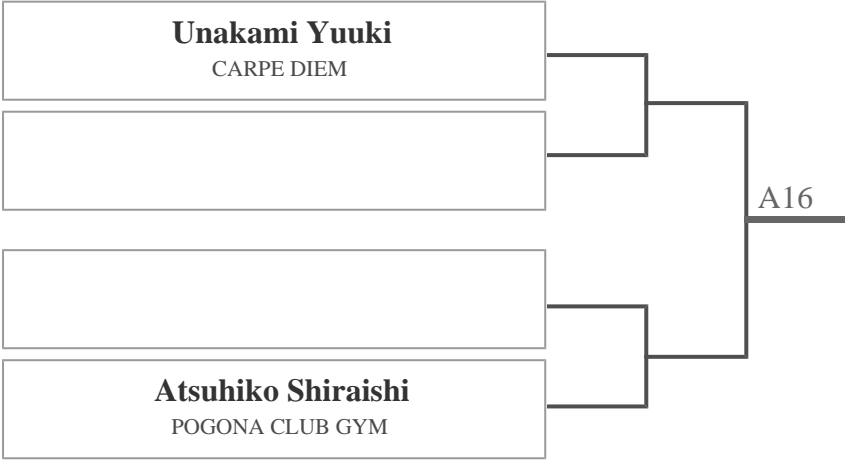 Unakami Yuuki
CARPE DIEM
A16
Atsuhiko Shiraishi
POGONA CLUB GYM